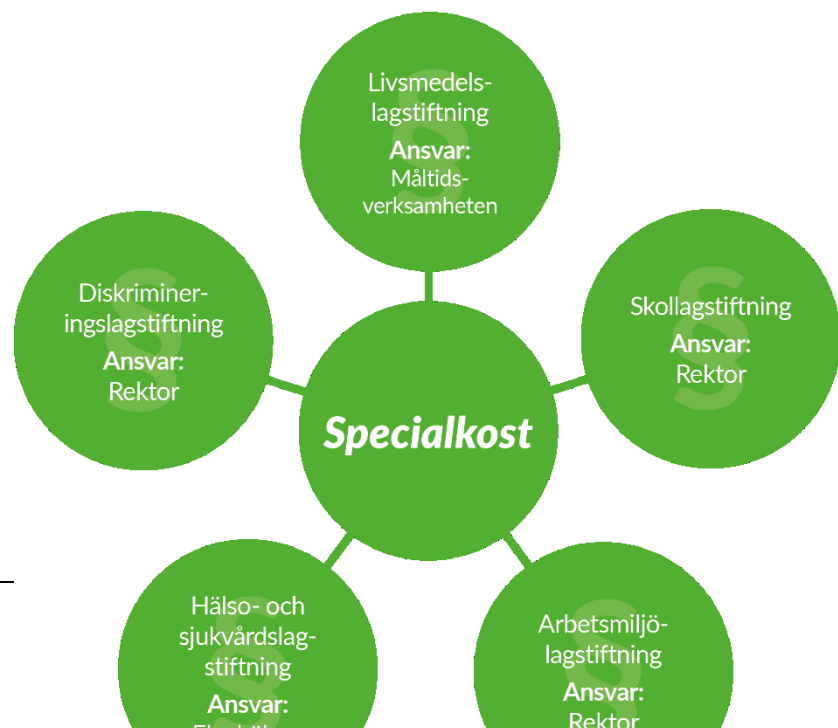 Livsmedels-
lagstiftning
Ansvar:
Måltids-
verksamheten
Diskriminer-
ingslagstiftning
Ansvar:
Rektor
Skollagstiftning
Ansvar:
Rektor
Specialkost
Hälso- och
sjukvårdslag-
stiftning
Ansvar:
Arbetsmiljö-
lagstiftning
Ansvar:
Rektor